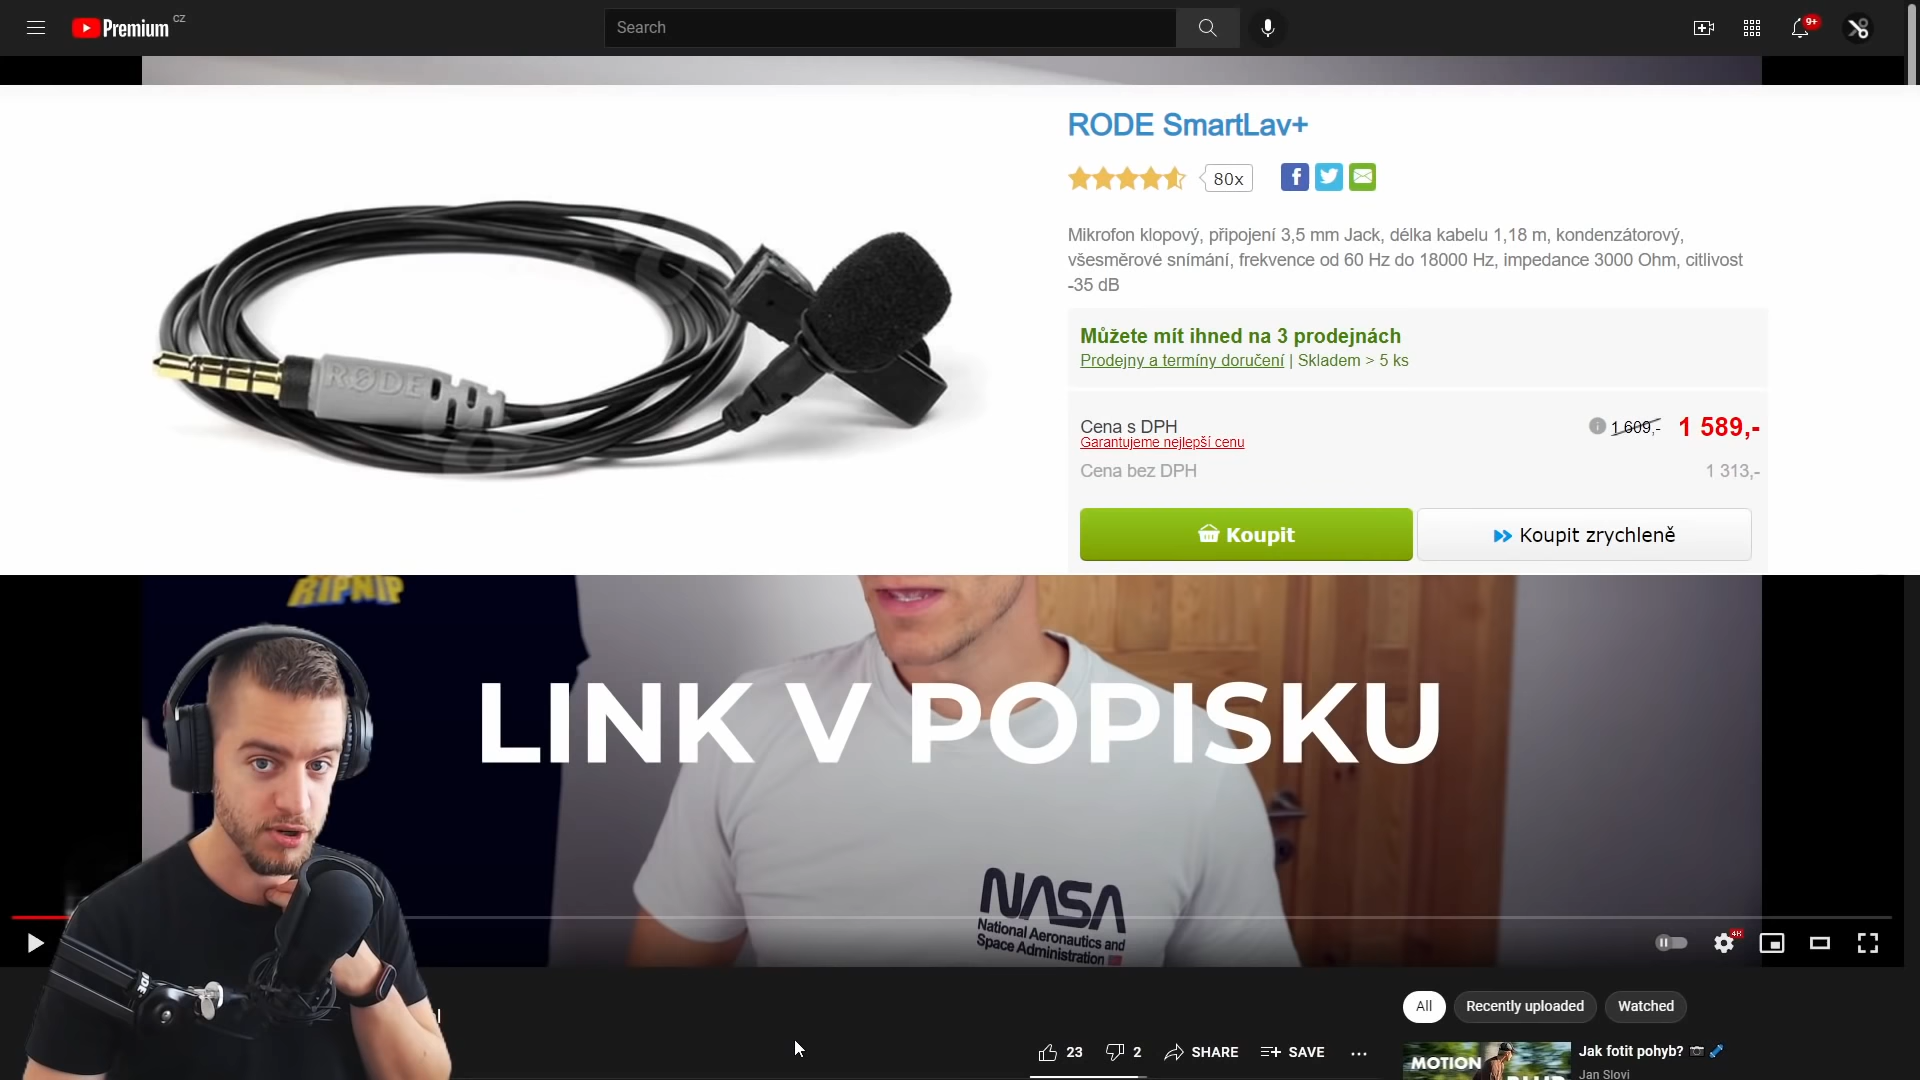 Premium CZ
Search
9+
RODE SmartLav+
80x
Mikrofon klopový, připojení 3,5 mm Jack, délka kabelu 1,18 m, kondenzátorový,
všesměrové snímání, frekvence od 60 Hz do 18000 Hz, impedance 3000 Ohm, citlivost
-35 dB
RØDE
Můžete mít ihned na 3 prodejnách
Prodejny a termíny doručení | Skladem > 5 ks
Cena s DPH 1 609,- 1 589,-
Garantujeme nejlepší cenu
Cena bez DPH 1 313,-
Koupit
Koupit zrychleně
RIPNIP
LINK V POPISKU
NASA
National Aeronautics and
Space Administration
4K
All
Recently uploaded
Watched
23
2
SHARE
SAVE
MOTION
Jak fotit pohyb?
Jan Slovi